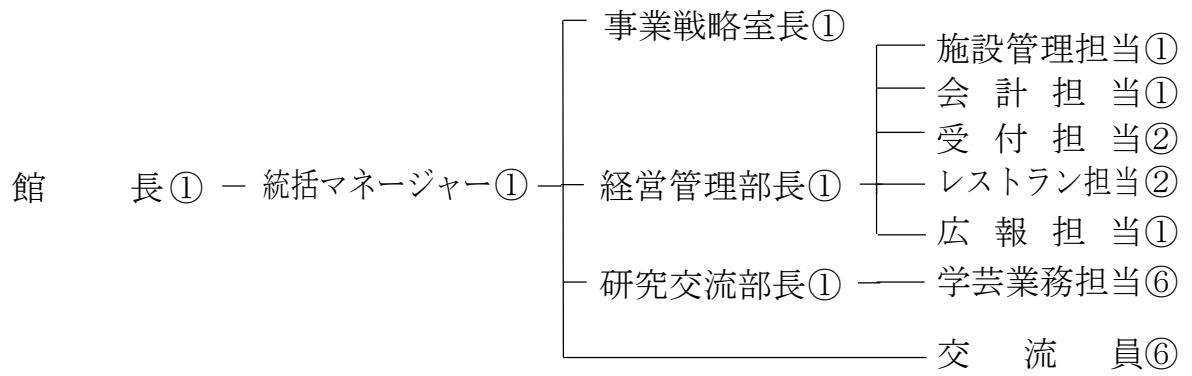 事業戦略室長①
施設管理担当①
会計担当①
受付担当②
館長① － 統括マネージャー① 経営管理部長① レストラン担当②
広報担当①
研究交流部長① 学芸業務担当⑥
交流員⑥